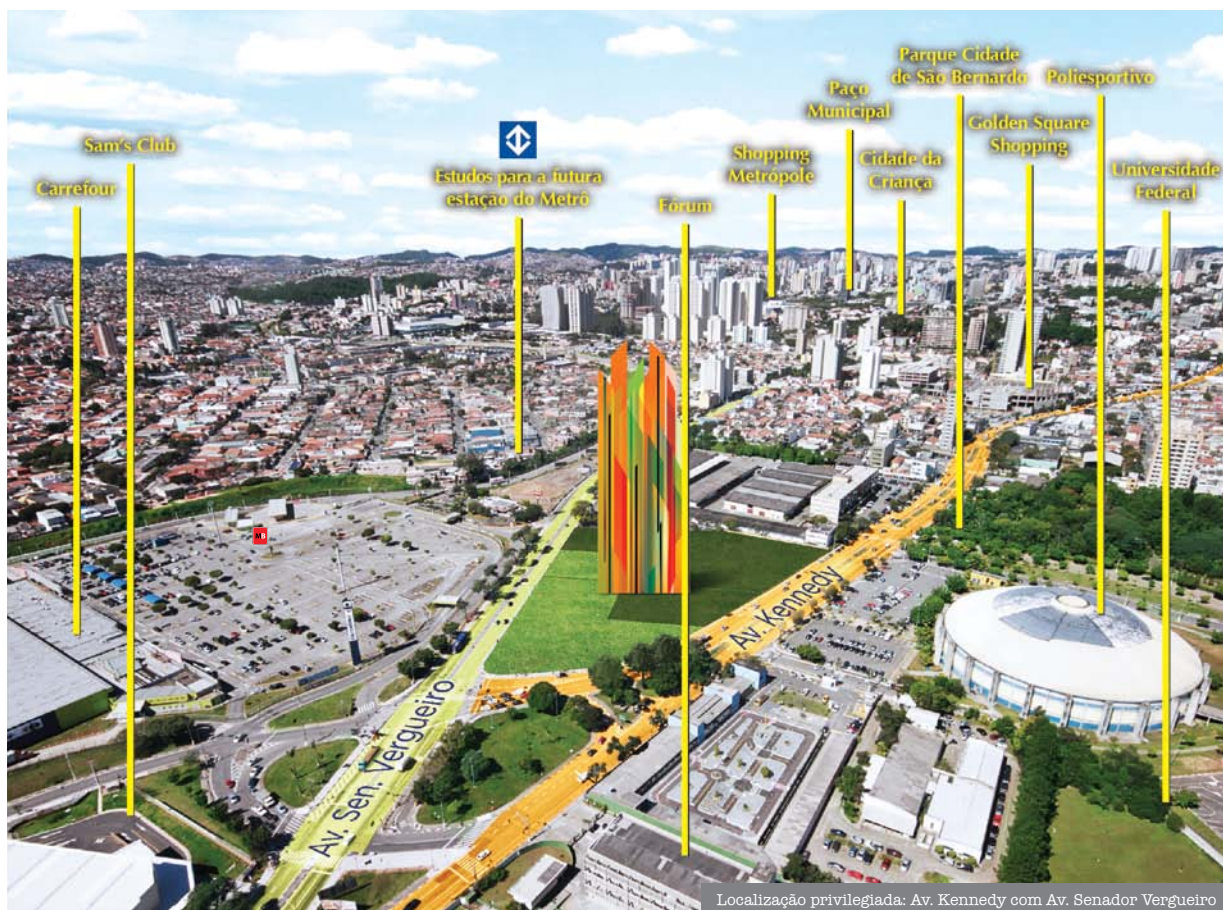 Parque Cidade
de São Bernardo
Poliesportivo
Paço
Municipal
Golden Square
Shopping
Sam's Club
Estudos para a futura
estação do Metrô
Shopping
Metrópole
Cidade da
Criança
Universidade
Federal
Carrefour
Fórum
MB
Av. Kennedy
Av. Sen. Vergueiro
Localização privilegiada: Av. Kennedy com Av. Senador Vergueiro